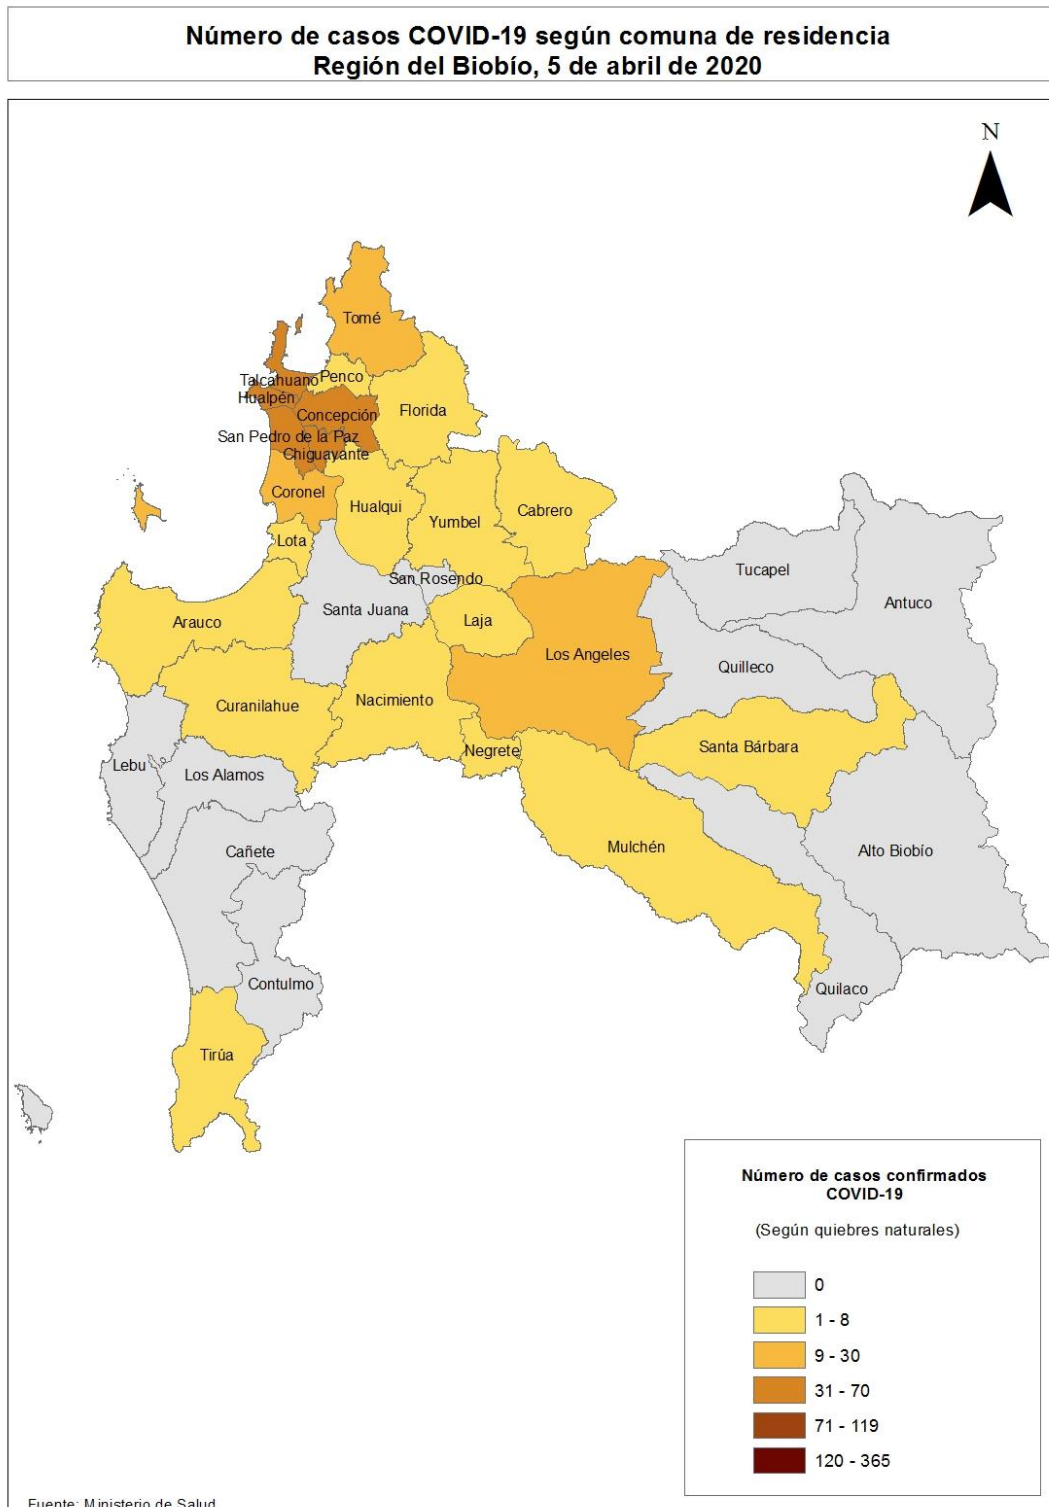 Número de casos COVID-19 según comuna de residencia
Región del Biobío, 5 de abril de 2020
N
Tomé
Talcahuano
Penco
Hualpén
Concepción
Florida
San Pedro de la Paz
Chiguayante
Coronel
Hualqui
Yumbel
Cabrero
Lota
San Rosendo
Tucapel
Santa Juana
Antuco
Arauco
Laja
Los Angeles
Quilleco
Curanilahue
Nacimiento
Negrete
Santa Bárbara
Lebu
Los Alamos
Cañete
Mulchén
Alto Biobío
Contulmo
Quilaco
Tirúa
Número de casos confirmados
COVID-19
(Según quiebres naturales)
0
1 - 8
9 - 30
31 - 70
71 - 119
120 - 365
Fuente: Ministerio de Salud